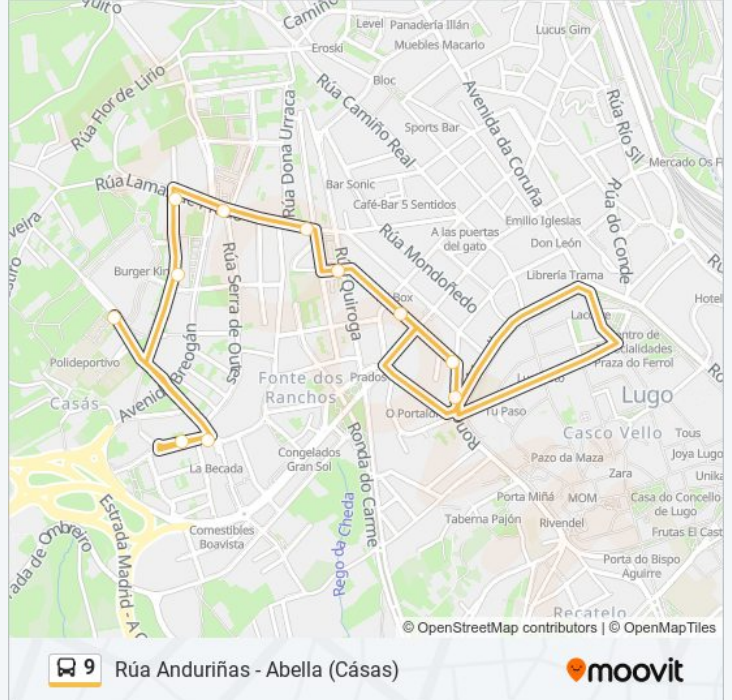 quito
Camiño
Level
Panadería Illán
Lucus Gim
Eroski
Muebles Macarlo
Rúa Flor de Lirio
Bloc
Rúa Camiño Real
Avenida da Coruña
Rúa Río Sil
Rúa Dona Urraca
Sports Bar
Mercado Os F
Rúa Lama
Bar Sonic
Café-Bar 5 Sentidos
Rúa do Conde
veira
Emilio Iglesias
A las puertas
del gato
Don León
Rúa Mondoñedo
Burger Kin
Rúa Serra de Outes
Quiroga
Box
Librería Trama
Hotel
Polideportivo
Avenida Breogán
Praza do Ferrol
Casás
Fonte dos
Ranchos
Prados
Lugo
O Portalo
Tu Paso
Casco Vello
Tous
La Becada
Congelados
Gran Sol
Ronda do Carme
Pazo da Maza
Joya Lugo
Zara
Unika
Porta Miñá
MOM
Casa do Concello
de Lugo
Estrada Madrid - A C
Comestibles
Boavista
Rego da Cheda
Taberna Pajón
Rivendel
Frutas El Cast
rada de Ombreiro
Porta do Bispo
Aguirre
Recatelo
© OpenStreetMap contributors | © OpenMapTiles
9 Rúa Anduriñas - Abella (Cásas)
moovit